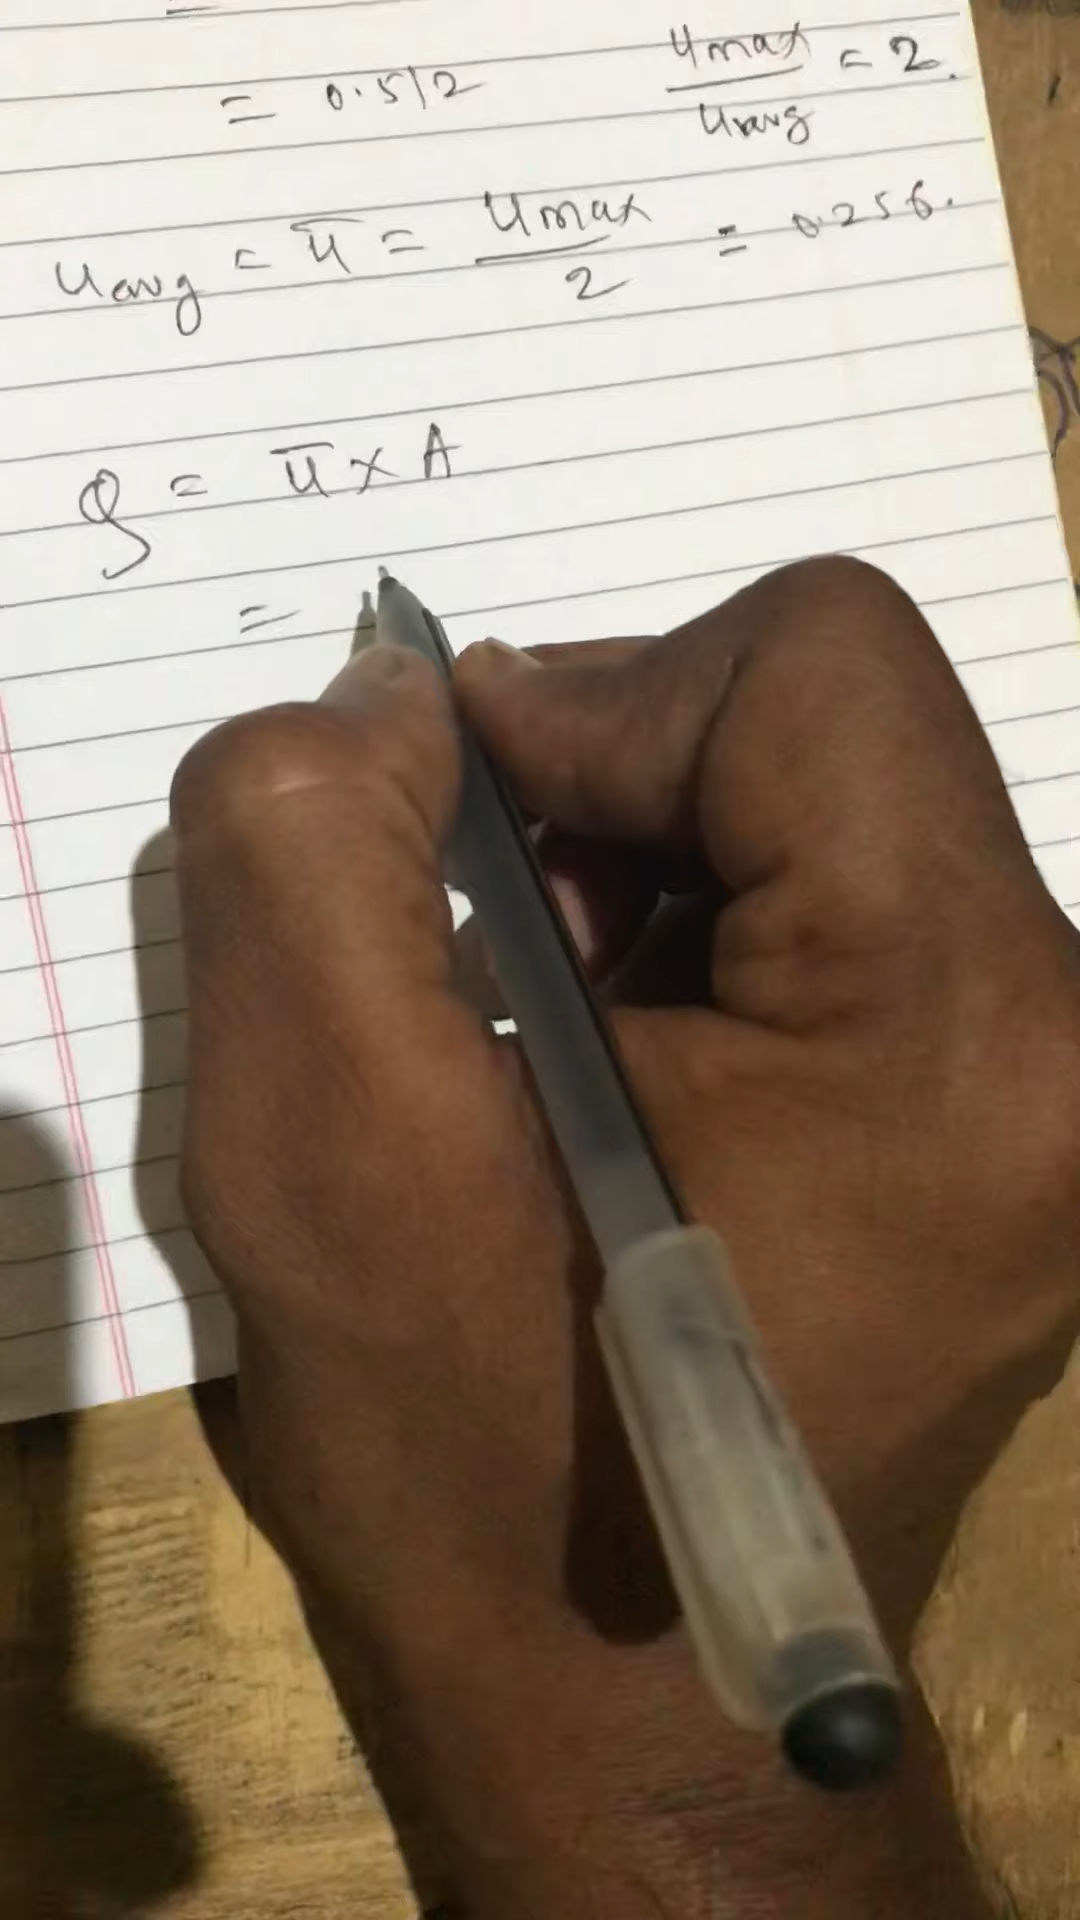 = 0.512 umax/uavg = 2.
uavg = ū = umax/2 = 0.256.
Q = ū × A
=